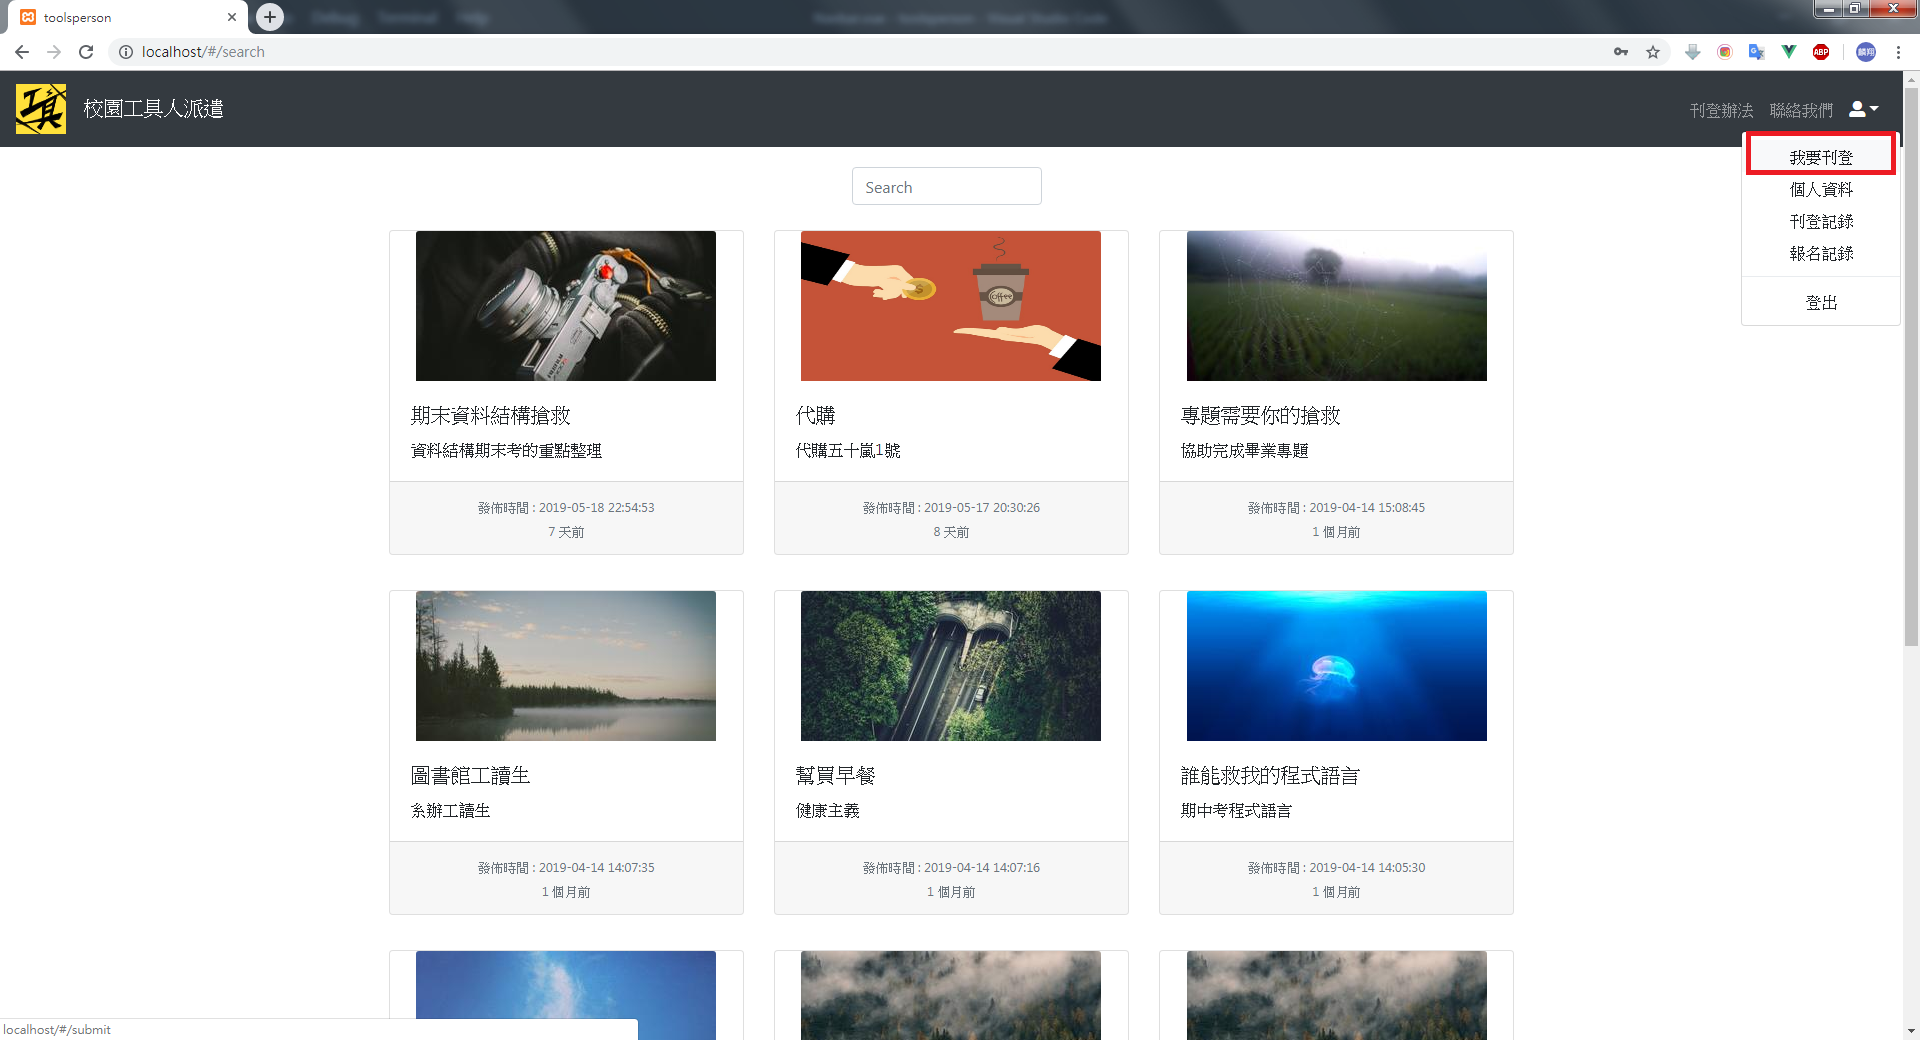 toolsperson
localhost/#/search
校園工具人派遣
刊登辦法 聯絡我們
我要刊登
個人資料
刊登記錄
報名記錄
登出
Search
期末資料結構搶救
資料結構期末考的重點整理
發佈時間 : 2019-05-18 22:54:53
7 天前
coffee
代購
代購五十嵐1號
發佈時間 : 2019-05-17 20:30:26
8 天前
專題需要你的搶救
協助完成畢業專題
發佈時間 : 2019-04-14 15:08:45
1 個月前
圖書館工讀生
系辦工讀生
發佈時間 : 2019-04-14 14:07:35
1 個月前
幫買早餐
健康主義
發佈時間 : 2019-04-14 14:07:16
1 個月前
誰能救我的程式語言
期中考程式語言
發佈時間 : 2019-04-14 14:05:30
1 個月前
localhost/#/submit